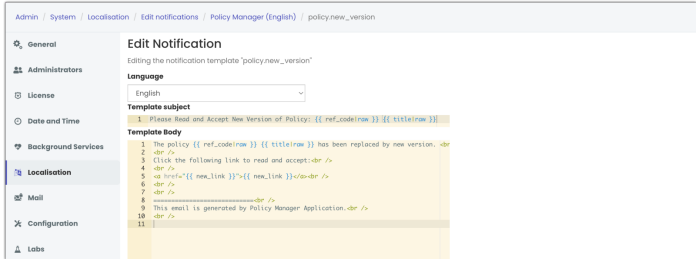 Admin / System / Localisation / Edit notifications / Policy Manager (English) / policy.new_version
General
Administrators
License
Date and Time
Background Services
Localisation
Mail
Configuration
Labs
Edit Notification
Editing the notification template "policy.new_version"
Language
English
Template subject
1 Please Read and Accept New Version of Policy: {{ ref_code|raw }} {{ title|raw }}
Template Body
1 The policy {{ ref_code|raw }} {{ title|raw }} has been replaced by new version. <br
2 <br />
3 Click the following link to read and accept:<br />
4 <br />
5 <a href="{{ new_link }}">{{ new_link }}</a><br />
6 <br />
7 <br />
8 ============================<br />
9 This email is generated by Policy Manager Application.<br />
10 <br />
11